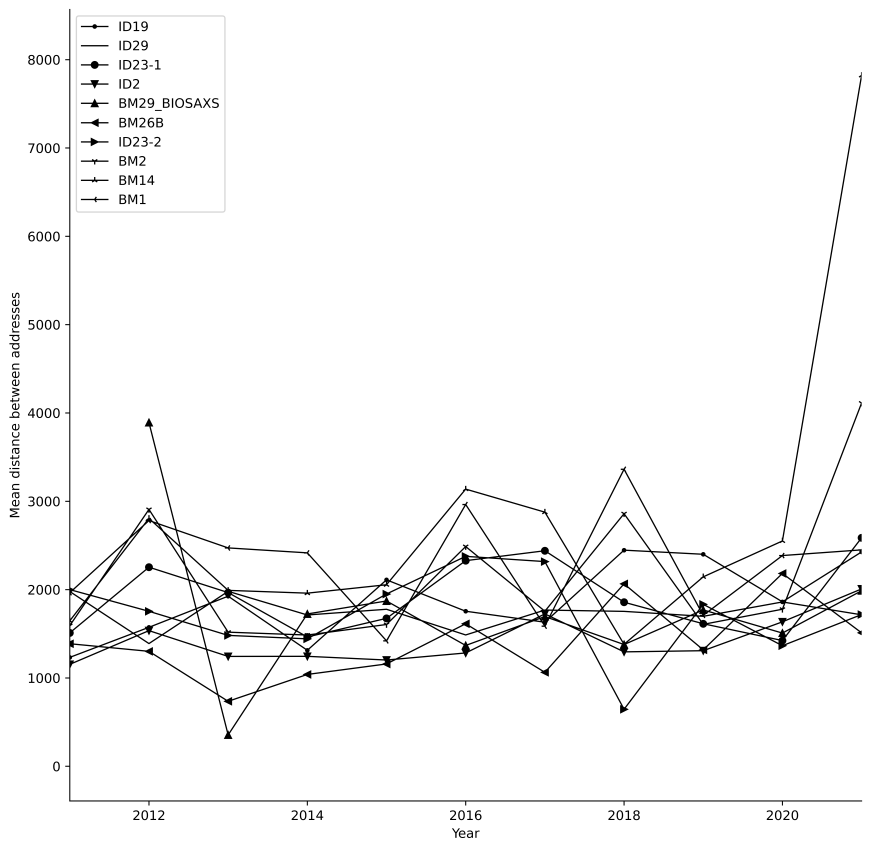 ID19
ID29
ID23-1
ID2
BM29_BIOSAXS
BM26B
ID23-2
BM2
BM14
BM1
8000
7000
6000
5000
4000
3000
2000
1000
0
Mean distance between addresses
2012 2014 2016 2018 2020
Year